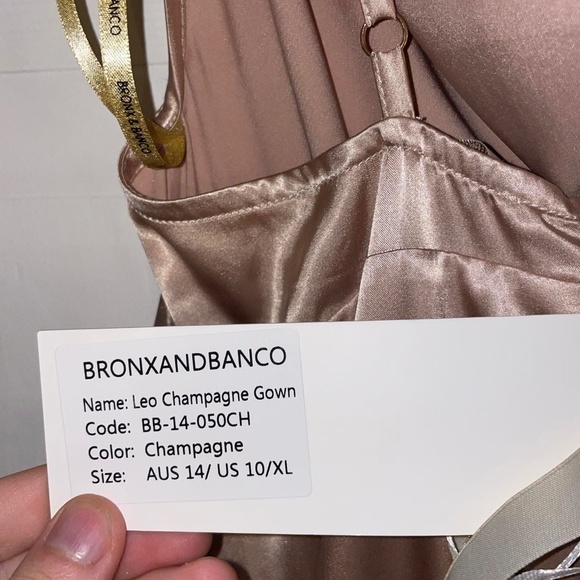 BRONX & BANCO
BANCO
BRONXANDBANCO
Name: Leo Champagne Gown
Code: BB-14-050CH
Color: Champagne
Size: AUS 14/ US 10/XL